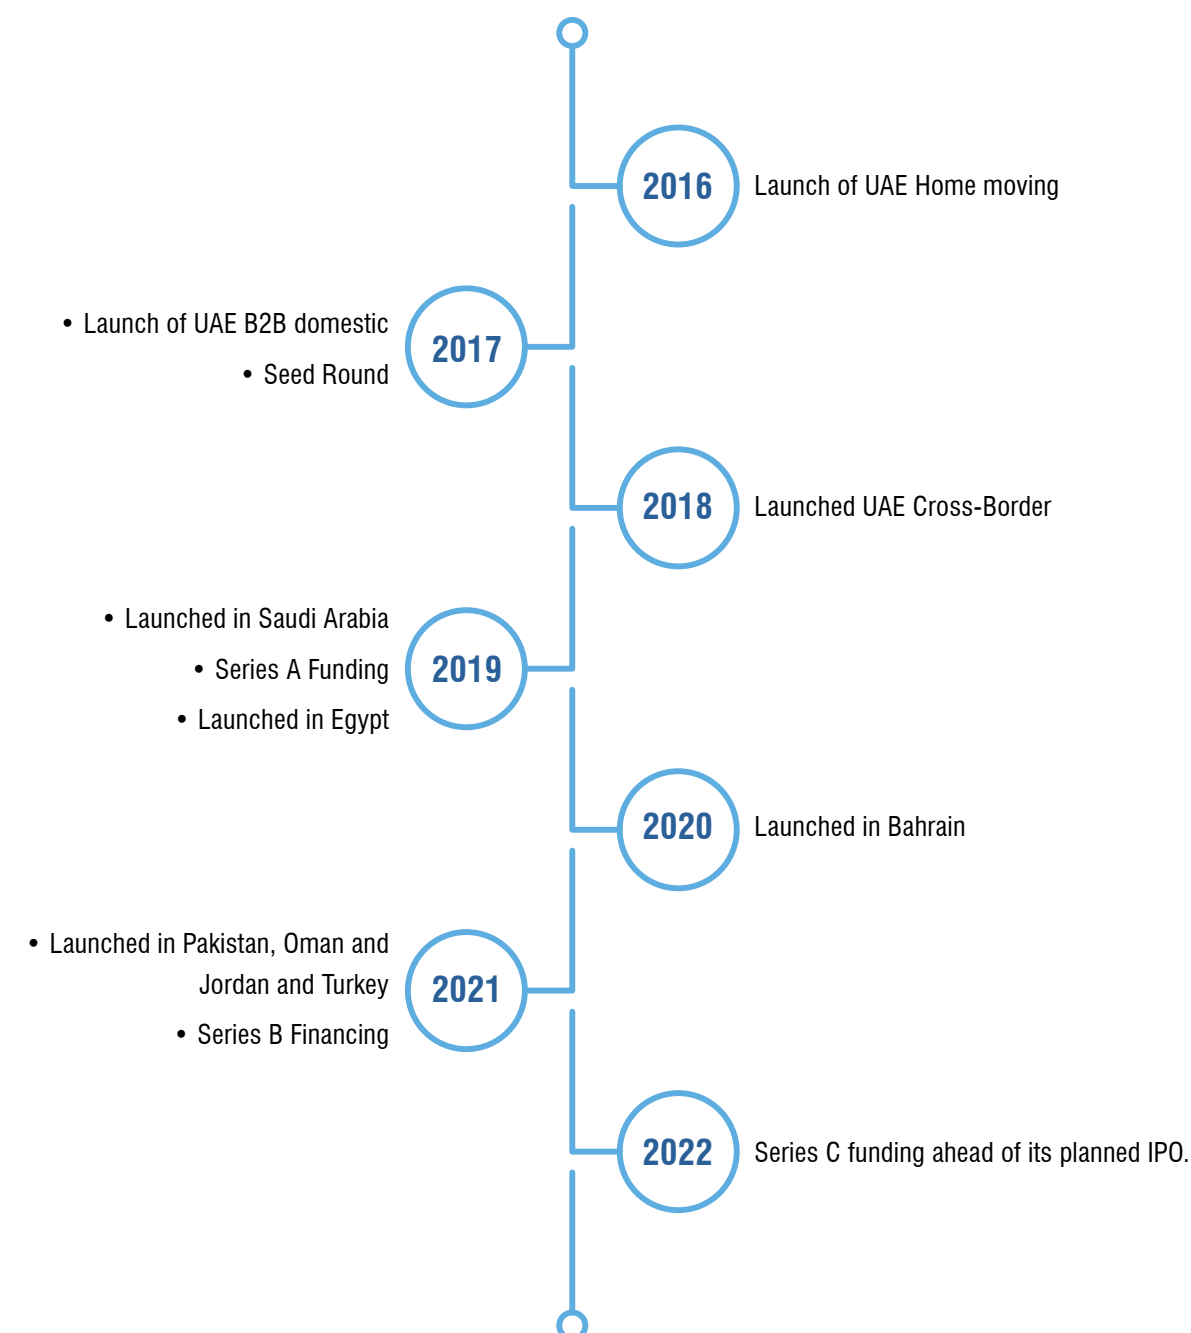 2016
Launch of UAE Home moving
• Launch of UAE B2B domestic
• Seed Round
2017
2018
Launched UAE Cross-Border
• Launched in Saudi Arabia
• Series A Funding
• Launched in Egypt
2019
2020
Launched in Bahrain
• Launched in Pakistan, Oman and
Jordan and Turkey
• Series B Financing
2021
2022
Series C funding ahead of its planned IPO.